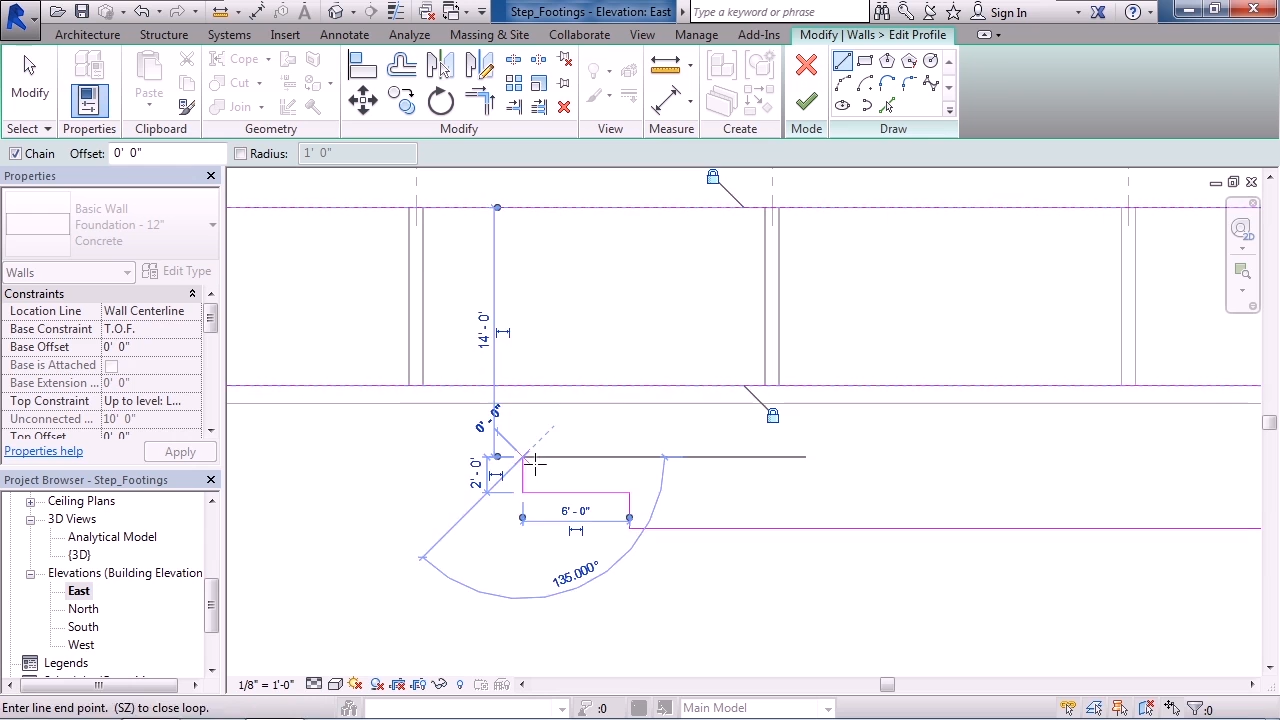 Step_Footings - Elevation: East
Type a keyword or phrase
Sign In
Architecture Structure Systems Insert Annotate Analyze Massing & Site Collaborate View Manage Add-Ins Modify | Walls > Edit Profile
Modify
Paste
Cope
Cut
Join
Select Properties Clipboard Geometry Modify View Measure Create Mode Draw
Chain Offset: 0' 0" Radius: 1' 0"
Properties
Basic Wall
Foundation - 12"
Concrete
Walls
Edit Type
Constraints
Location Line Wall Centerline
Base Constraint T.O.F.
Base Offset 0' 0"
Base is Attached
Base Extension ... 0' 0"
Top Constraint Up to level: L...
Unconnected ... 10' 0"
Top Offset 0' 0"
Properties help
Apply
Project Browser - Step_Footings
Ceiling Plans
3D Views
Analytical Model
{3D}
Elevations (Building Elevation
East
North
South
West
Legends
14' - 0"
0' - 0"
2' - 0"
6' - 0"
135.000°
2D
1/8" = 1'-0"
Enter line end point. (SZ) to close loop.
:0
Main Model
:0